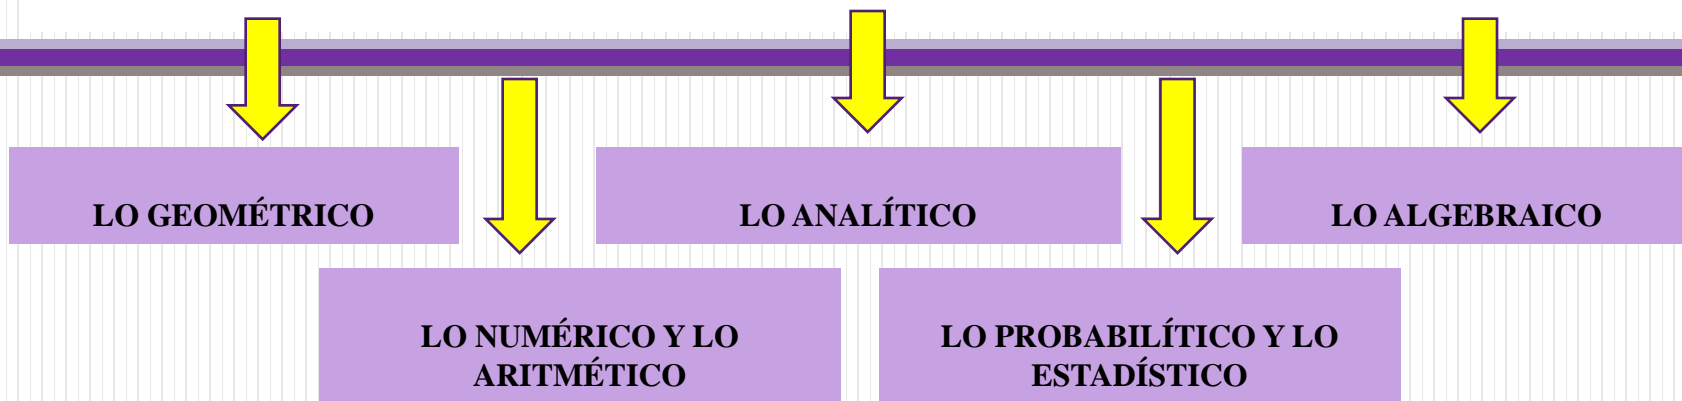 LO GEOMÉTRICO
LO ANALÍTICO
LO ALGEBRAICO
LO NUMÉRICO Y LO
ARITMÉTICO
LO PROBABILÍTICO Y LO
ESTADÍSTICO